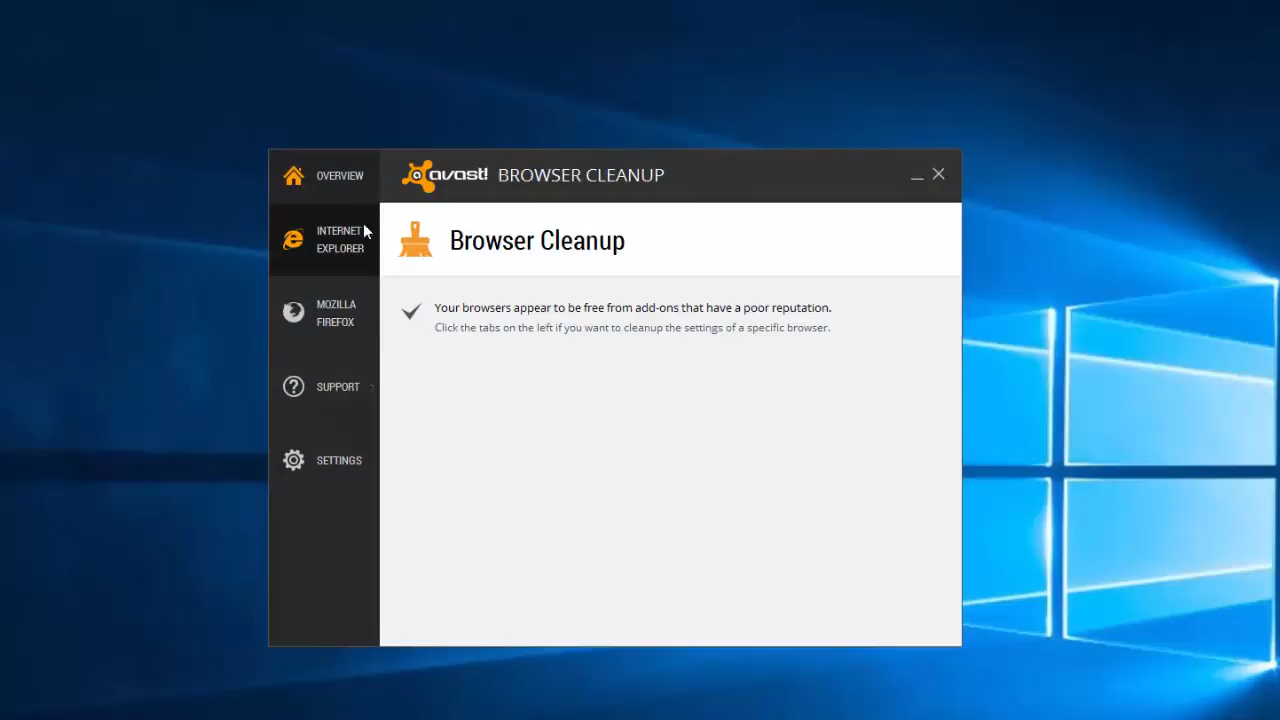 OVERVIEW
avast! BROWSER CLEANUP
INTERNET
EXPLORER
Browser Cleanup
MOZILLA
FIREFOX
Your browsers appear to be free from add-ons that have a poor reputation.
Click the tabs on the left if you want to cleanup the settings of a specific browser.
SUPPORT
SETTINGS